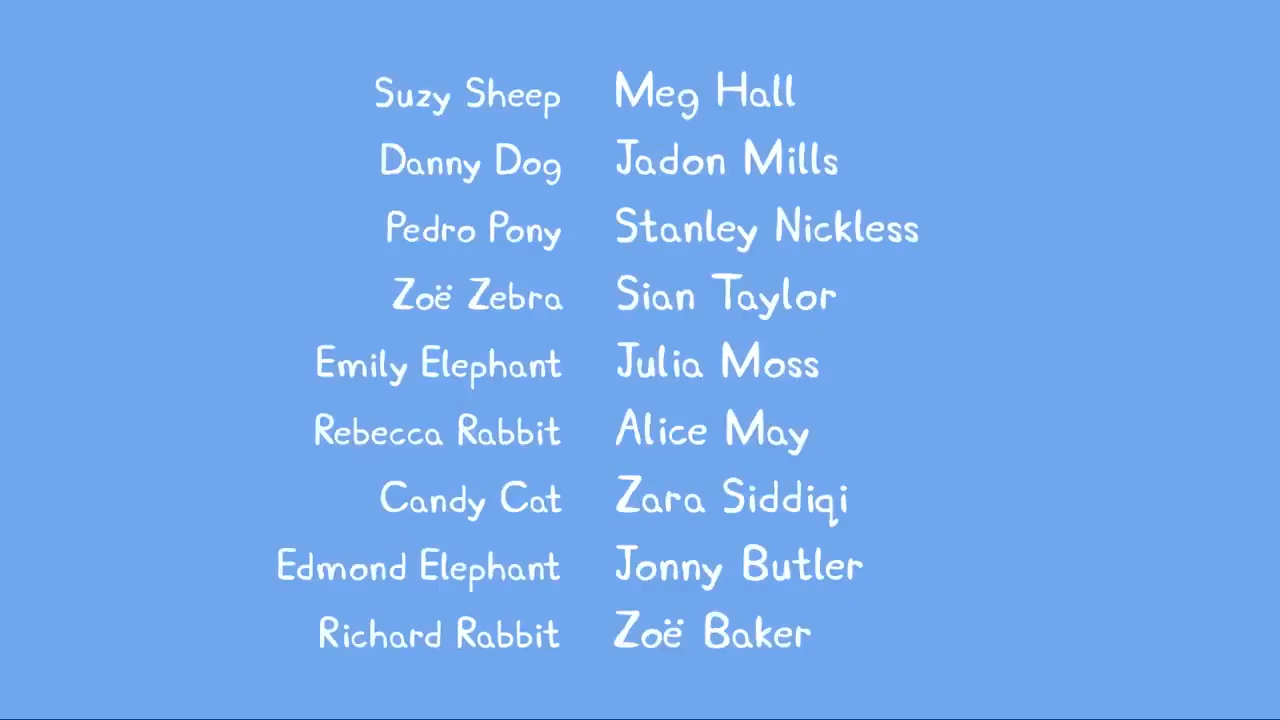 Suzy Sheep Meg Hall
Danny Dog Jadon Mills
Pedro Pony Stanley Nickless
Zoë Zebra Sian Taylor
Emily Elephant Julia Moss
Rebecca Rabbit Alice May
Candy Cat Zara Siddiqi
Edmond Elephant Jonny Butler
Richard Rabbit Zoë Baker